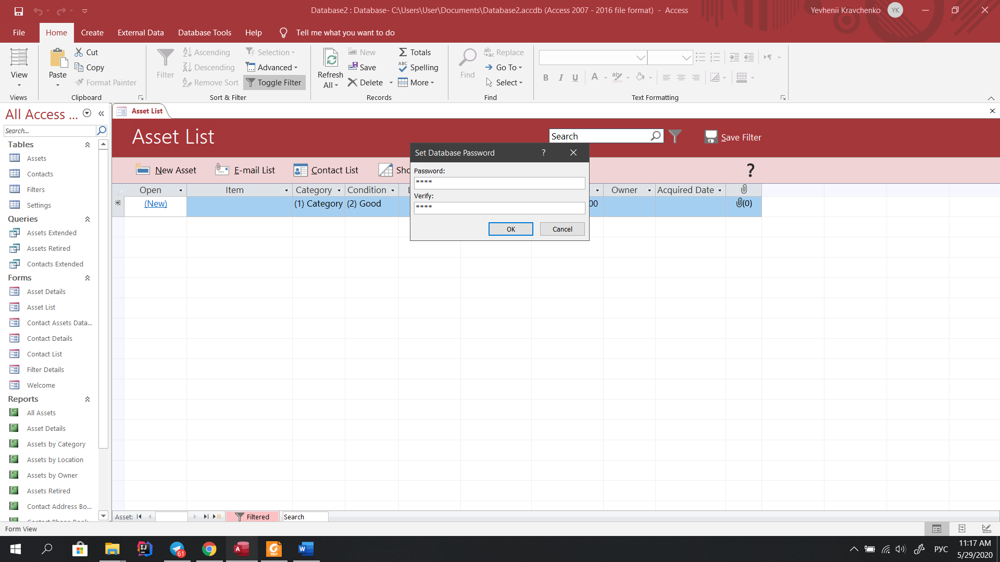 Database2 : Database- C:\Users\User\Documents\Database2.accdb (Access 2007 - 2016 file format)  -  Access
Yevhenii Kravchenko
YK
File
Home
Create
External Data
Database Tools
Help
Tell me what you want to do
View
Views
Paste
Cut
Copy
Format Painter
Clipboard
Filter
Ascending
Descending
Remove Sort
Selection
Advanced
Toggle Filter
Sort & Filter
Refresh
All
New
Save
Delete
Totals
Spelling
More
Records
Find
Replace
Go To
Select
Find
B I U A
Text Formatting
All Access ...
Search...
Tables
Assets
Contacts
Filters
Settings
Queries
Assets Extended
Assets Retired
Contacts Extended
Forms
Asset Details
Asset List
Contact Assets Data...
Contact Details
Contact List
Filter Details
Welcome
Reports
All Assets
Asset Details
Assets by Category
Assets by Location
Assets by Owner
Assets Retired
Contact Address Bo...
Contact Phone Book
Asset List
Asset List
Search
Save Filter
New Asset
E-mail List
Contact List
Sho
?
Open
Item
Category
Condition
Owner
Acquired Date
(New)
(1) Category
(2) Good
00
(0)
Set Database Password
?
Password:
****
Verify:
****
OK
Cancel
Asset:
Filtered
Search
Form View
61
РУС
11:17 AM
5/29/2020